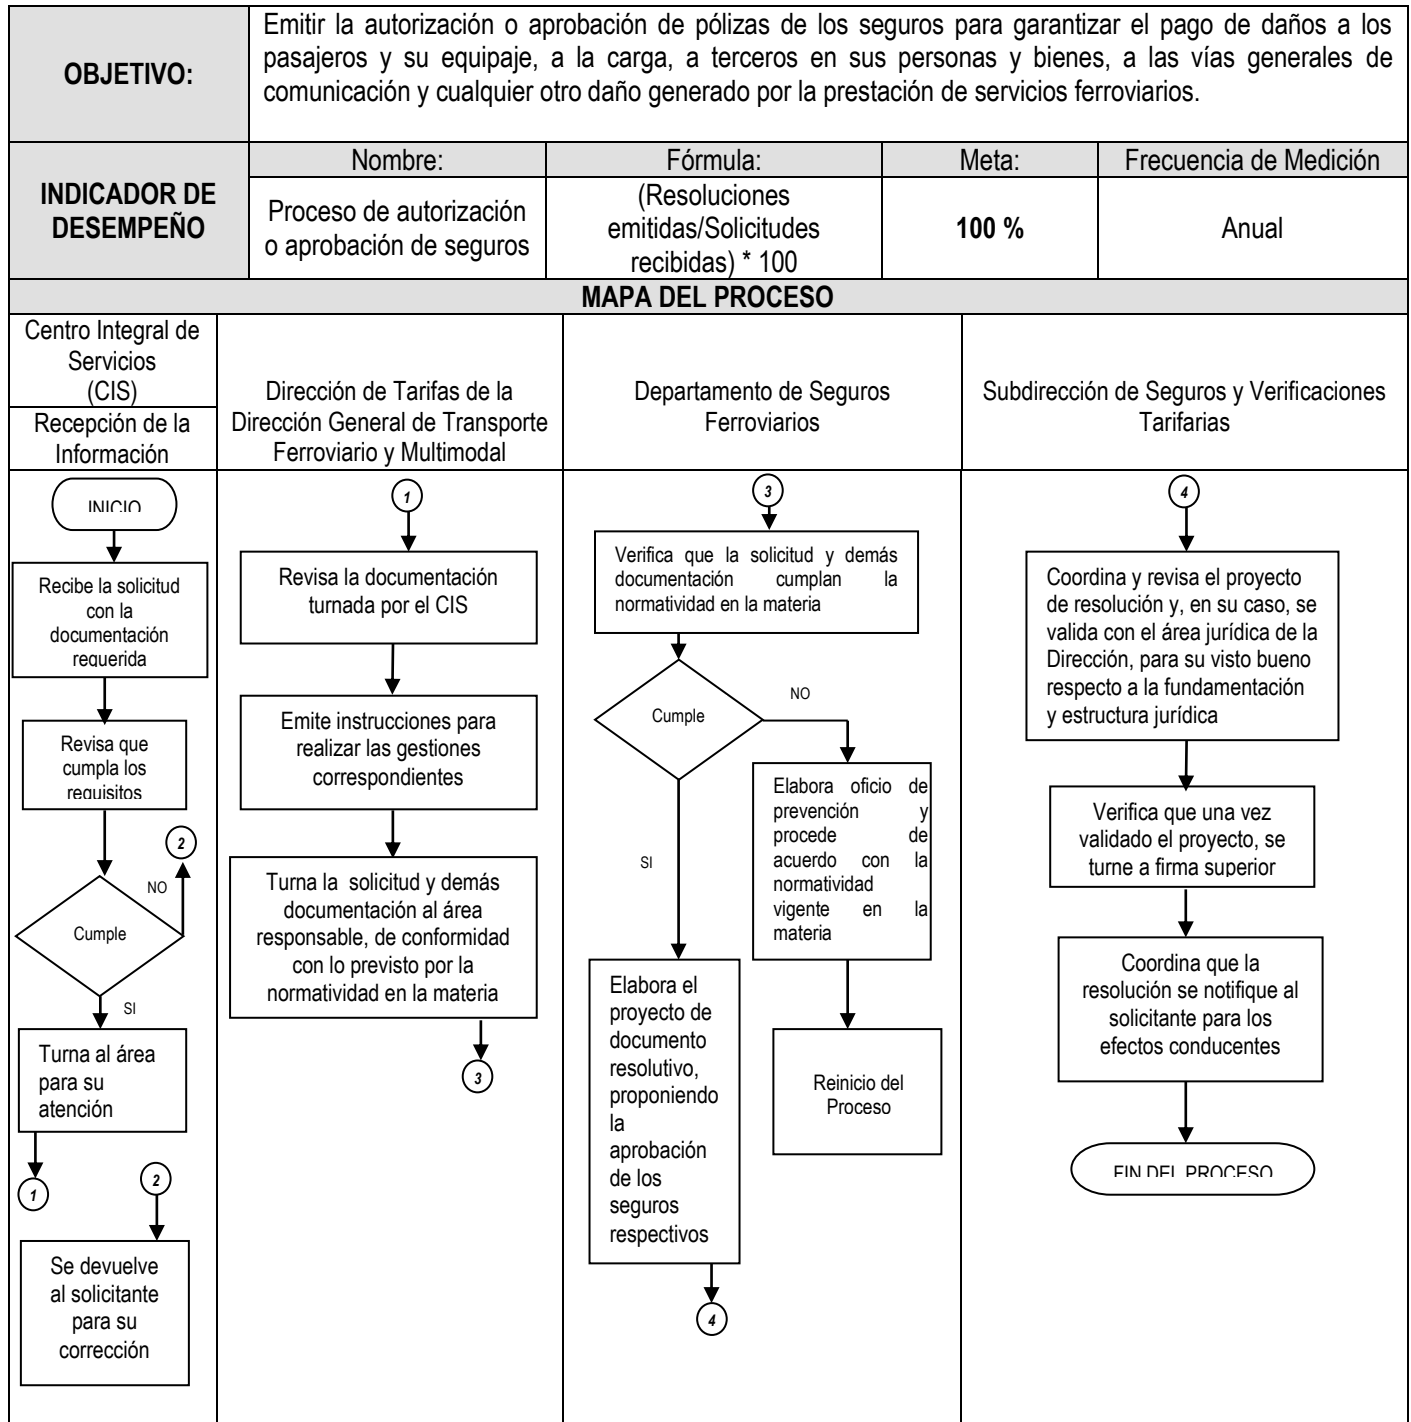 OBJETIVO:
Emitir la autorización o aprobación de pólizas de los seguros para garantizar el pago de daños a los
pasajeros y su equipaje, a la carga, a terceros en sus personas y bienes, a las vías generales de
comunicación y cualquier otro daño generado por la prestación de servicios ferroviarios.
INDICADOR DE
DESEMPEÑO
Nombre:
Fórmula:
Meta:
Frecuencia de Medición
Proceso de autorización
o aprobación de seguros
(Resoluciones
emitidas/Solicitudes
recibidas) * 100
100 %
Anual
MAPA DEL PROCESO
Centro Integral de
Servicios
(CIS)
Recepción de la
Información
Dirección de Tarifas de la
Dirección General de Transporte
Ferroviario y Multimodal
Departamento de Seguros
Ferroviarios
Subdirección de Seguros y Verificaciones
Tarifarias
INICIO
Recibe la solicitud
con la
documentación
requerida
Revisa que
cumpla los
requisitos
2
NO
Cumple
SI
Turna al área
para su
atención
1
2
Se devuelve
al solicitante
para su
corrección
1
Revisa la documentación
turnada por el CIS
Emite instrucciones para
realizar las gestiones
correspondientes
Turna la solicitud y demás
documentación al área
responsable, de conformidad
con lo previsto por la
normatividad en la materia
3
3
Verifica que la solicitud y demás
documentación cumplan la
normatividad en la materia
Cumple
NO
SI
Elabora oficio de
prevención y
procede de
acuerdo con la
normatividad
vigente en la
materia
Elabora el
proyecto de
documento
resolutivo,
proponiendo
la
aprobación
de los
seguros
respectivos
Reinicio del
Proceso
4
4
Coordina y revisa el proyecto
de resolución y, en su caso, se
valida con el área jurídica de la
Dirección, para su visto bueno
respecto a la fundamentación
y estructura jurídica
Verifica que una vez
validado el proyecto, se
turne a firma superior
Coordina que la
resolución se notifique al
solicitante para los
efectos conducentes
FIN DEL PROCESO